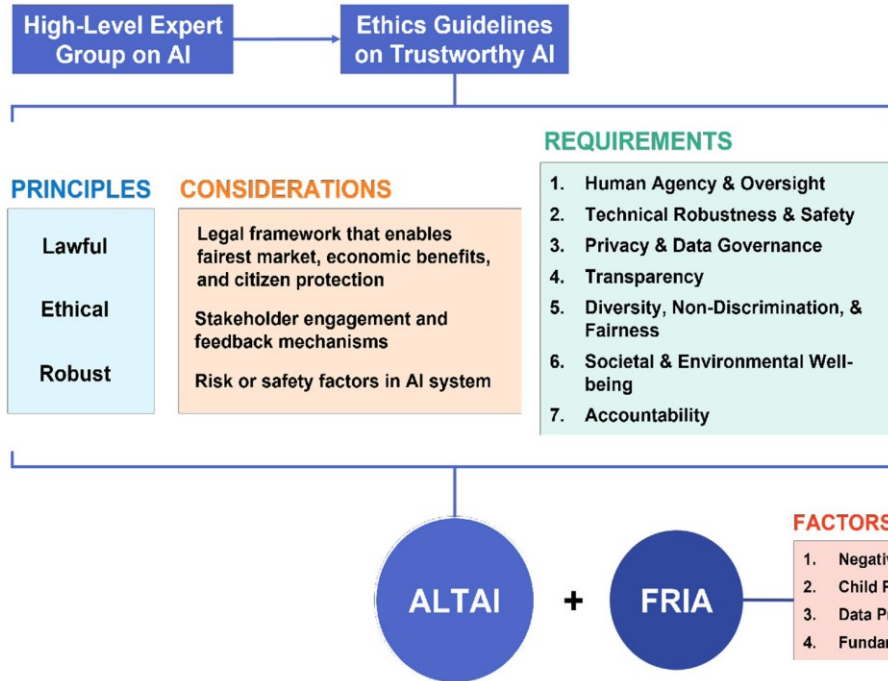 High-Level Expert
Group on AI
Ethics Guidelines
on Trustworthy AI
PRINCIPLES
Lawful
Ethical
Robust
CONSIDERATIONS
Legal framework that enables
fairest market, economic benefits,
and citizen protection
Stakeholder engagement and
feedback mechanisms
Risk or safety factors in AI system
REQUIREMENTS
1. Human Agency & Oversight
2. Technical Robustness & Safety
3. Privacy & Data Governance
4. Transparency
5. Diversity, Non-Discrimination, &
Fairness
6. Societal & Environmental Well-
being
7. Accountability
ALTAI
+
FRIA
FACTORS
1.
2. Child
3. Data
4.